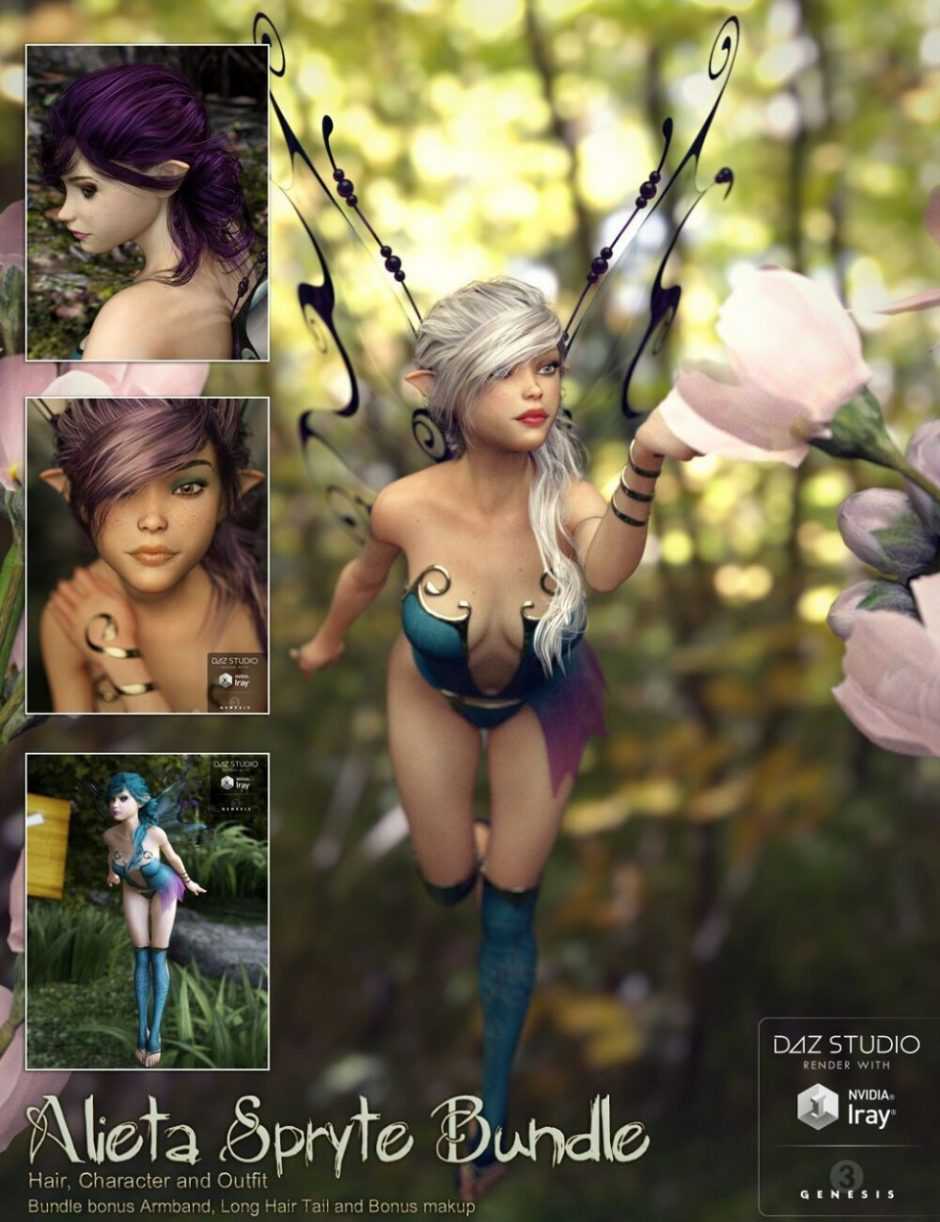 DAZ STUDIO
NVIDIA
Iray
GENESIS
DAZ STUDIO
NVIDIA
Iray
GENESIS
Alieta Spryte Bundle
Hair, Character and Outfit
Bundle bonus Armband, Long Hair Tail and Bonus makup
DAZ STUDIO
RENDER WITH
NVIDIA®
Iray®
3
GENESIS